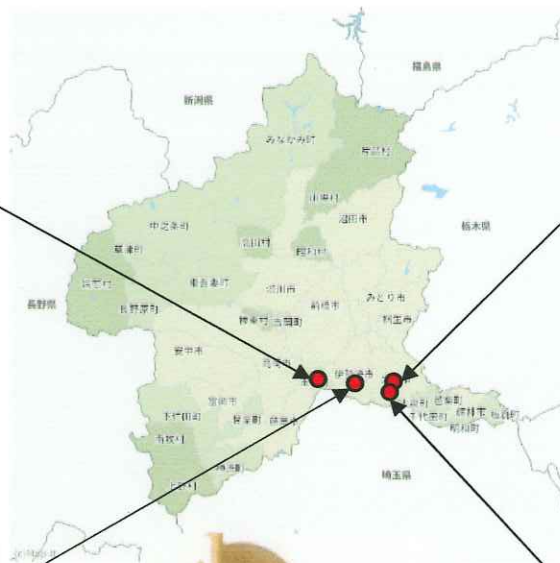 福島県
新潟県
みなかみ町
片品村
川場村
沼田市
栃木県
中之条町
草津町
高山村
昭和村
嬬恋村
東吾妻町
渋川市
みどり市
長野県
長野原町
前橋市
桐生市
榛東村
吉岡町
安中市
高崎市
伊勢崎市
富岡市
下仁田町
甘楽町
藤岡市
大泉町
邑楽町
千代田町
館林市
板倉町
明和町
南牧村
神流町
上野村
埼玉県